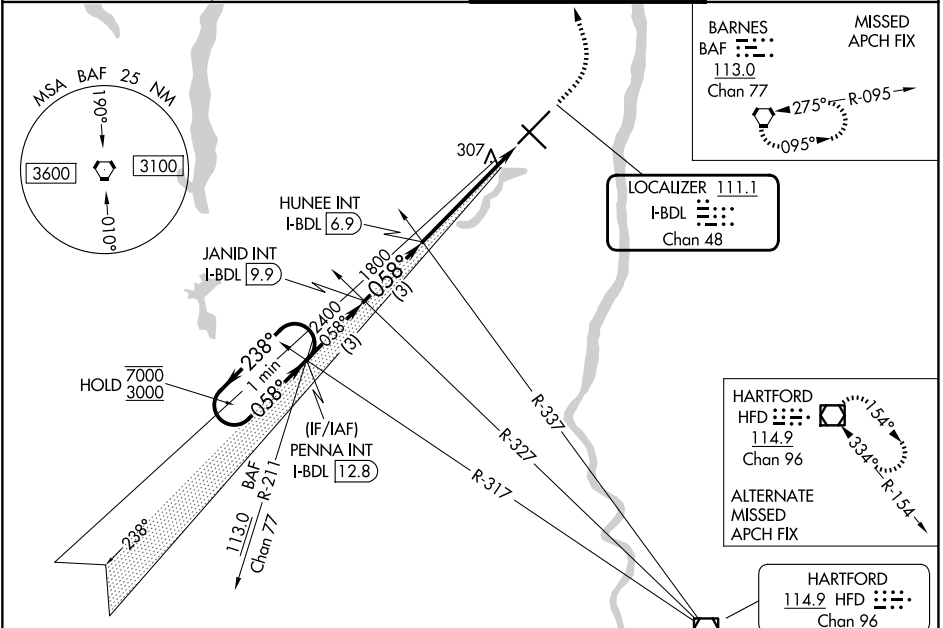 MSA BAF 25 NM
190°
3600
3100
010°
BARNES
BAF
113.0
Chan 77
MISSED
APCH FIX
275°
R-095
095°
307
LOCALIZER 111.1
I-BDL
Chan 48
HUNEE INT
I-BDL 6.9
JANID INT
I-BDL 9.9
1800
058°
(3)
2400
058°
(3)
238°
1 min
058°
HOLD 7000
3000
(IF/IAF)
PENNA INT
I-BDL 12.8
BAF
R-211
113.0
Chan 77
238°
R-337
R-327
R-317
HARTFORD
HFD
114.9
Chan 96
154°
334°
R-154
ALTERNATE
MISSED
APCH FIX
HARTFORD
114.9 HFD
Chan 96